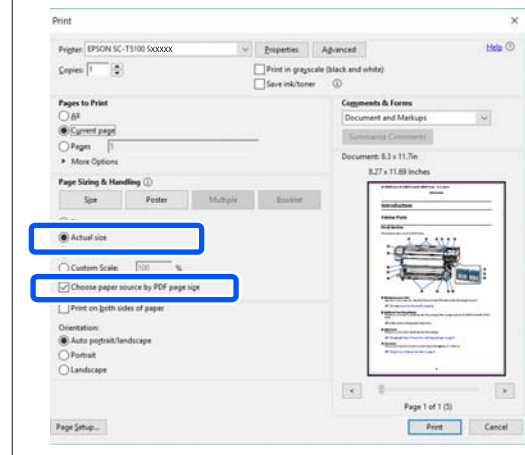 Print
Printer: EPSON SC-T5100 Sxxxxx
Properties
Advanced
Help
Copies: 1
Print in grayscale (black and white)
Save ink/toner
Pages to Print
All
Current page
Pages 5
More Options
Comments & Forms
Document and Markups
Summarize Comments
Document: 8.3 x 11.7in
8.27 x 11.69 Inches
Page Sizing & Handling
Size
Poster
Multiple
Booklet
Actual size
Custom Scale: 100 %
Choose paper source by PDF page size
Print on both sides of paper
Orientation:
Auto portrait/landscape
Portrait
Landscape
Introduction
Printer Parts
<
>
Page 1 of 1 (5)
Page Setup...
Print
Cancel